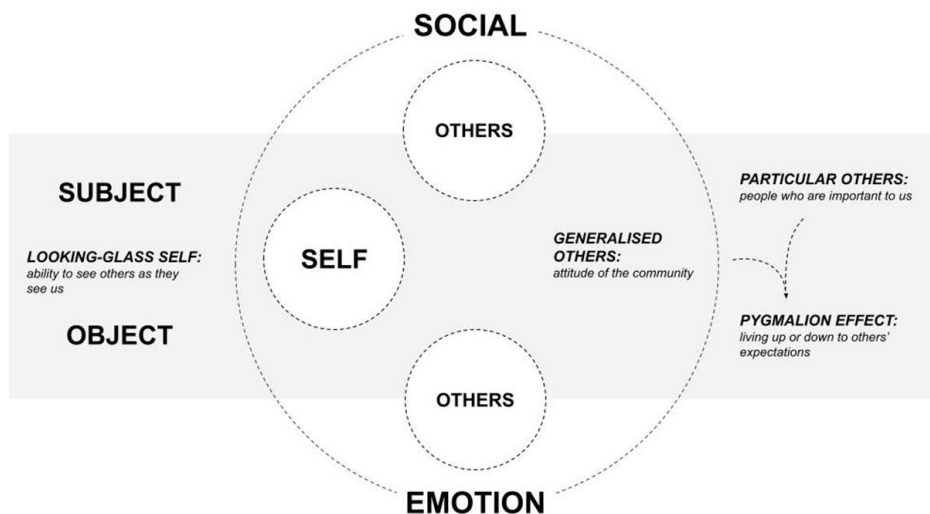 SOCIAL
OTHERS
SUBJECT
LOOKING-GLASS SELF:
ability to see others as they
see us
OBJECT
SELF
GENERALISED
OTHERS:
attitude of the community
PARTICULAR OTHERS:
people who are important to us
PYGMALION EFFECT:
living up or down to others'
expectations
OTHERS
EMOTION